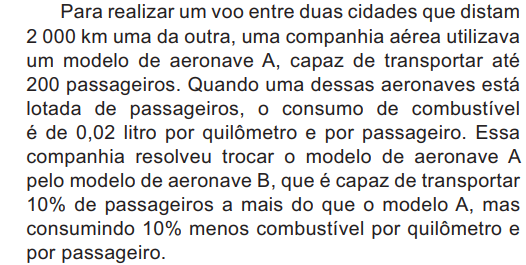 Para realizar um voo entre duas cidades que distam
2 000 km uma da outra, uma companhia aérea utilizava
um modelo de aeronave A, capaz de transportar até
200 passageiros. Quando uma dessas aeronaves está
lotada de passageiros, o consumo de combustível
é de 0,02 litro por quilômetro e por passageiro. Essa
companhia resolveu trocar o modelo de aeronave A
pelo modelo de aeronave B, que é capaz de transportar
10% de passageiros a mais do que o modelo A, mas
consumindo 10% menos combustível por quilômetro e
por passageiro.